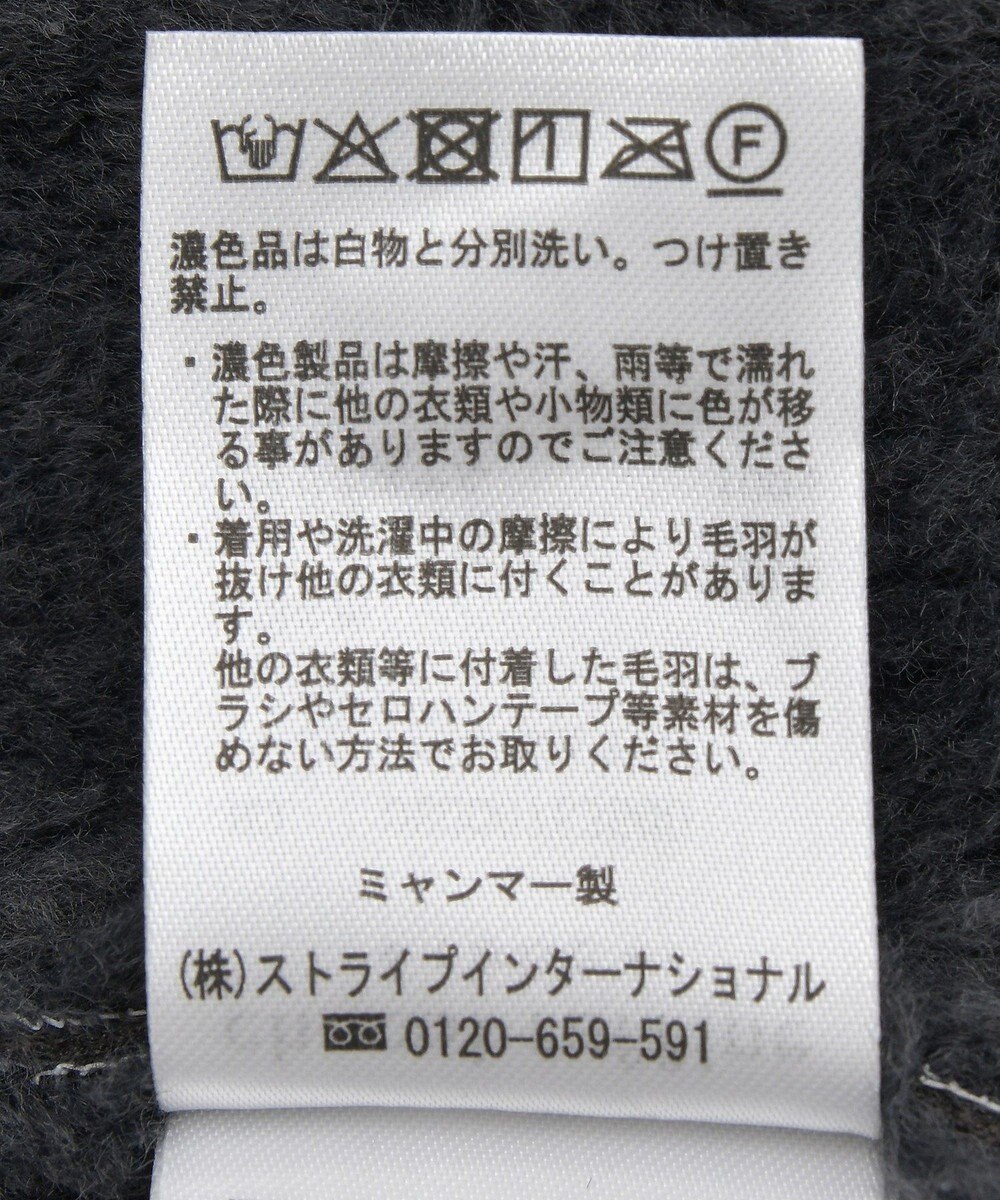 F
濃色品は白物と分別洗い。つけ置き
禁止。
・濃色製品は摩擦や汗、雨等で濡れ
た際に他の衣類や小物類に色が移
る事がありますのでご注意くださ
い。
・着用や洗濯中の摩擦により毛羽が
抜け他の衣類に付くことがありま
す。
他の衣類等に付着した毛羽は、ブ
ラシやセロハンテープ等素材を傷
めない方法でお取りください。
ミャンマー製
(株)ストライプインターナショナル
0120-659-591